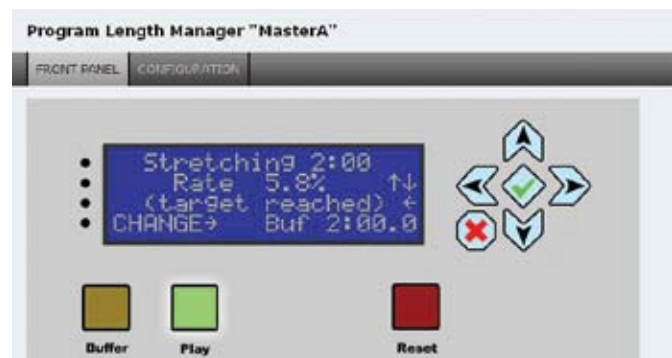 Program Length Manager "MasterA"
FRONT PANEL CONFIGURATION
Stretching 2:00
Rate 5.8% ↑↓
(target reached) ←
CHANGE→ Buf 2:00.0
Buffer Play Reset